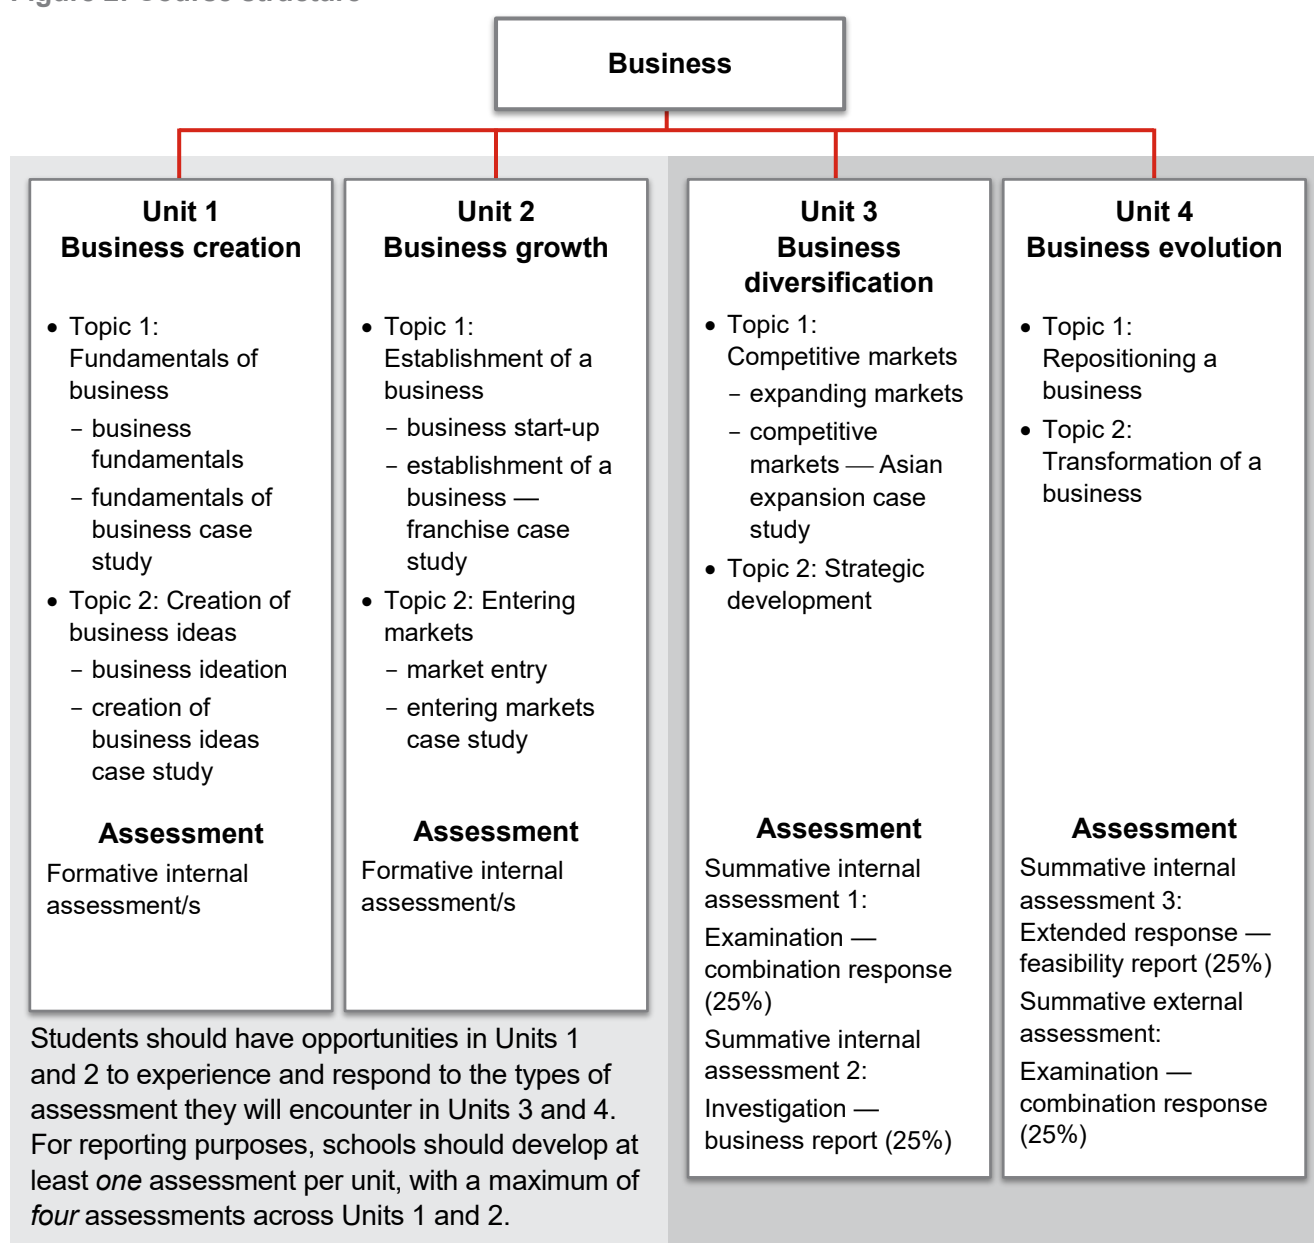 Figure 2: Course structure
Business
Unit 1
Business creation
• Topic 1:
Fundamentals of
business
– business
fundamentals
– fundamentals of
business case
study
• Topic 2: Creation of
business ideas
– business ideation
– creation of
business ideas
case study
Assessment
Formative internal
assessment/s
Unit 2
Business growth
• Topic 1:
Establishment of a
business
– business start-up
– establishment of a
business —
franchise case
study
• Topic 2: Entering
markets
– market entry
– entering markets
case study
Assessment
Formative internal
assessment/s
Students should have opportunities in Units 1
and 2 to experience and respond to the types of
assessment they will encounter in Units 3 and 4.
For reporting purposes, schools should develop at
least one assessment per unit, with a maximum of
four assessments across Units 1 and 2.
Unit 3
Business
diversification
• Topic 1:
Competitive markets
– expanding markets
– competitive
markets — Asian
expansion case
study
• Topic 2: Strategic
development
Assessment
Summative internal
assessment 1:
Examination —
combination response
(25%)
Summative internal
assessment 2:
Investigation —
business report (25%)
Unit 4
Business evolution
• Topic 1:
Repositioning a
business
• Topic 2:
Transformation of a
business
Assessment
Summative internal
assessment 3:
Extended response —
feasibility report (25%)
Summative external
assessment:
Examination —
combination response
(25%)